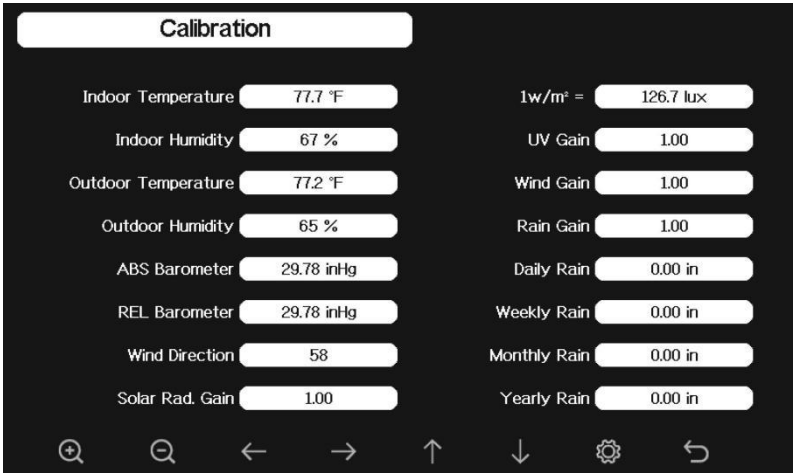 Calibration
Indoor Temperature 77.7 °F
Indoor Humidity 67 %
Outdoor Temperature 77.2 °F
Outdoor Humidity 65 %
ABS Barometer 29.78 inHg
REL Barometer 29.78 inHg
Wind Direction 58
Solar Rad. Gain 1.00
1w/m² = 126.7 lux
UV Gain 1.00
Wind Gain 1.00
Rain Gain 1.00
Daily Rain 0.00 in
Weekly Rain 0.00 in
Monthly Rain 0.00 in
Yearly Rain 0.00 in